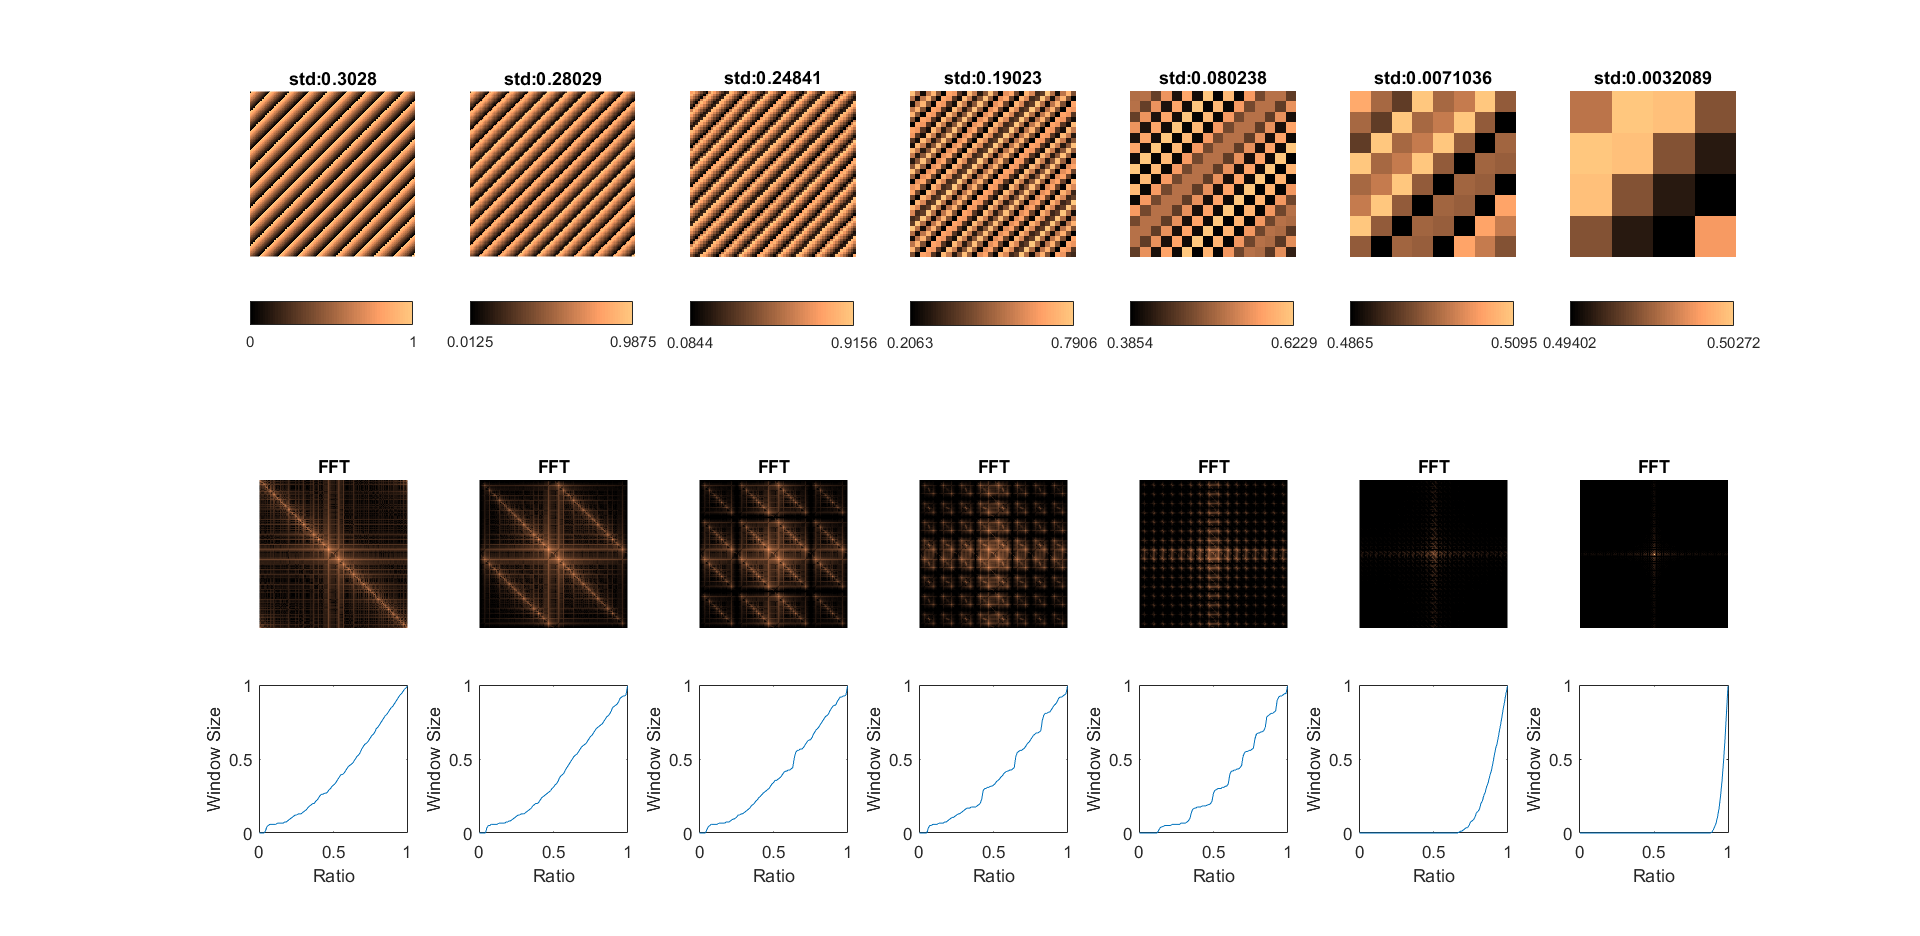 std:0.3028 std:0.28029 std:0.24841 std:0.19023 std:0.080238 std:0.0071036 std:0.0032089
0 1 0.0125 0.9875 0.0844 0.9156 0.2063 0.7906 0.3854 0.6229 0.4865 0.5095 0.49402 0.50272
FFT FFT FFT FFT FFT FFT FFT
1 1 1 1 1 1 1
0.5 0.5 0.5 0.5 0.5 0.5 0.5
Window Size Window Size Window Size Window Size Window Size Window Size Window Size
0 0 0 0 0 0 0
0 0.5 1 0 0.5 1 0 0.5 1 0 0.5 1 0 0.5 1 0 0.5 1 0 0.5 1
Ratio Ratio Ratio Ratio Ratio Ratio Ratio